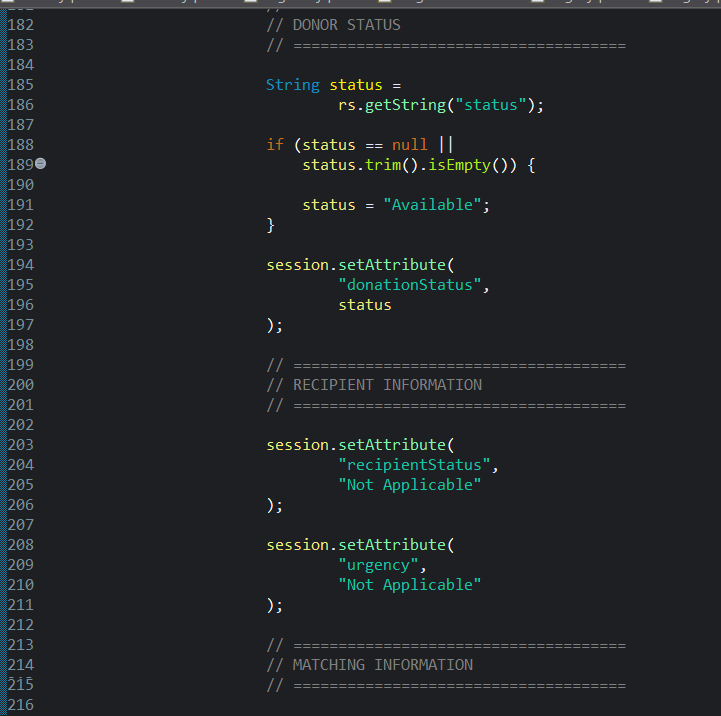 182 // DONOR STATUS
183 // =====================================
184
185 String status =
186 rs.getString("status");
187
188 if (status == null ||
189 status.trim().isEmpty()) {
190
191 status = "Available";
192 }
193
194 session.setAttribute(
195 "donationStatus",
196 status
197 );
198
199 // =====================================
200 // RECIPIENT INFORMATION
201 // =====================================
202
203 session.setAttribute(
204 "recipientStatus",
205 "Not Applicable"
206 );
207
208 session.setAttribute(
209 "urgency",
210 "Not Applicable"
211 );
212
213 // =====================================
214 // MATCHING INFORMATION
215 // =====================================
216